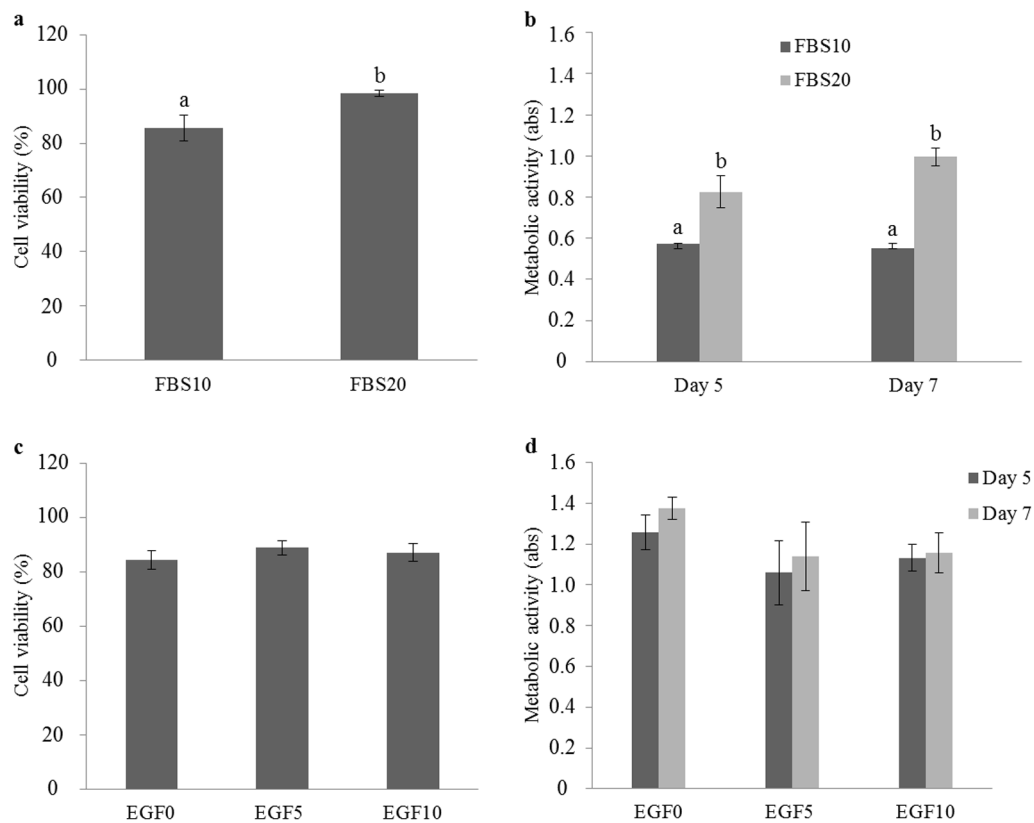 a
120
100
80
60
40
20
0
Cell viability (%)
a
b
FBS10
FBS20
b
1.6
1.4
1.2
1.0
0.8
0.6
0.4
0.2
0
Metabolic activity (abs)
FBS10
FBS20
a
b
a
b
Day 5
Day 7
c
120
100
80
60
40
20
0
Cell viability (%)
EGF0
EGF5
EGF10
d
1.6
1.4
1.2
1.0
0.8
0.6
0.4
0.2
0
Metabolic activity (abs)
Day 5
Day 7
EGF0
EGF5
EGF10